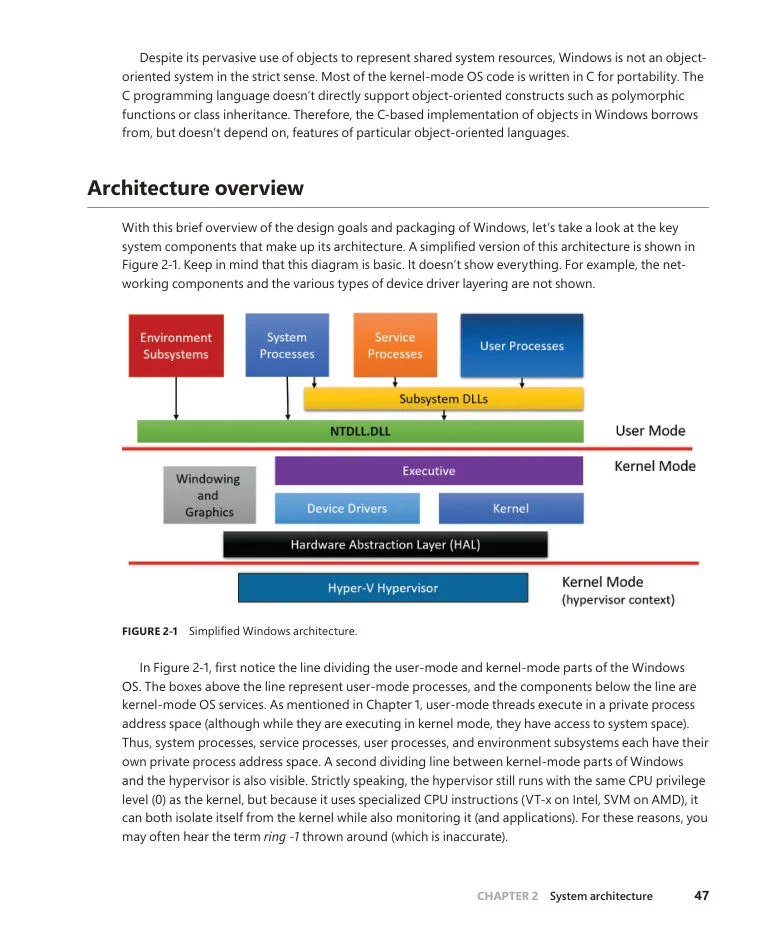 Despite its pervasive use of objects to represent shared system resources, Windows is not an object-
oriented system in the strict sense. Most of the kernel-mode OS code is written in C for portability. The
C programming language doesn’t directly support object-oriented constructs such as polymorphic
functions or class inheritance. Therefore, the C-based implementation of objects in Windows borrows
from, but doesn’t depend on, features of particular object-oriented languages.
Architecture overview
With this brief overview of the design goals and packaging of Windows, let’s take a look at the key
system components that make up its architecture. A simplified version of this architecture is shown in
Figure 2-1. Keep in mind that this diagram is basic. It doesn’t show everything. For example, the net-
working components and the various types of device driver layering are not shown.
Environment
Subsystems
System
Processes
Service
Processes
User Processes
Subsystem DLLs
NTDLL.DLL
User Mode
Kernel Mode
Executive
Windowing
and
Graphics
Device Drivers
Kernel
Hardware Abstraction Layer (HAL)
Hyper-V Hypervisor
Kernel Mode
(hypervisor context)
FIGURE 2-1 Simplified Windows architecture.
In Figure 2-1, first notice the line dividing the user-mode and kernel-mode parts of the Windows
OS. The boxes above the line represent user-mode processes, and the components below the line are
kernel-mode OS services. As mentioned in Chapter 1, user-mode threads execute in a private process
address space (although while they are executing in kernel mode, they have access to system space).
Thus, system processes, service processes, user processes, and environment subsystems each have their
own private process address space. A second dividing line between kernel-mode parts of Windows
and the hypervisor is also visible. Strictly speaking, the hypervisor still runs with the same CPU privilege
level (0) as the kernel, but because it uses specialized CPU instructions (VT-x on Intel, SVM on AMD), it
can both isolate itself from the kernel while also monitoring it (and applications). For these reasons, you
may often hear the term ring -1 thrown around (which is inaccurate).
CHAPTER 2 System architecture 47